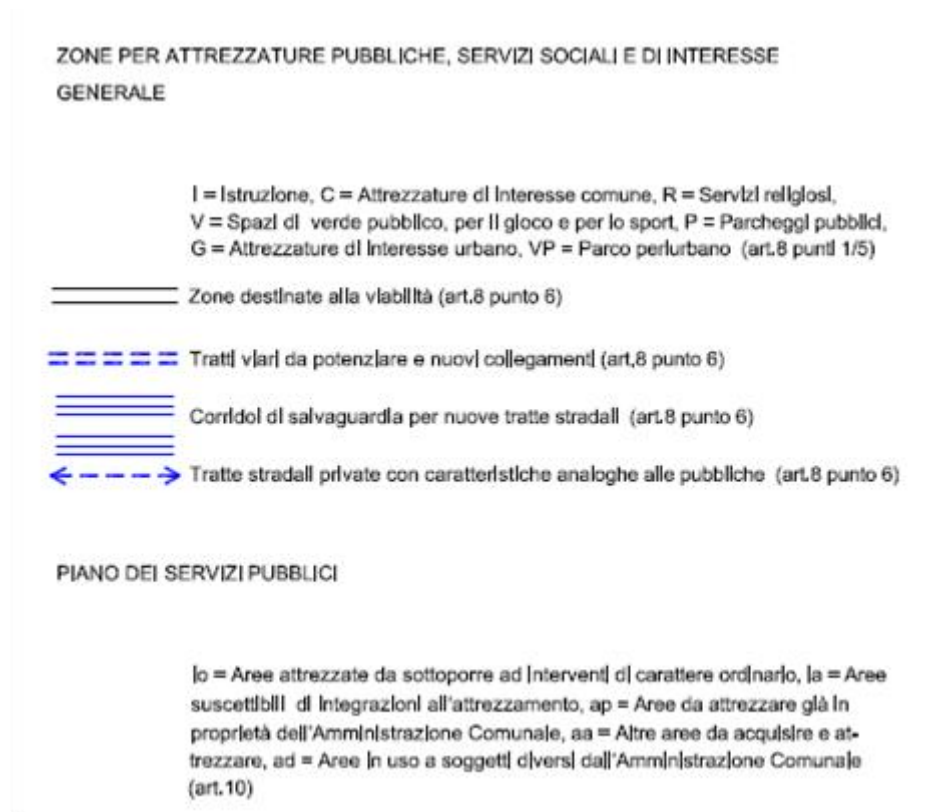 ZONE PER ATTREZZATURE PUBBLICHE, SERVIZI SOCIALI E DI INTERESSE
GENERALE
I = Istruzione, C = Attrezzature di interesse comune, R = Servizi religiosi,
V = Spazi di verde pubblico, per il gioco e per lo sport, P = Parcheggi pubblici,
G = Attrezzature di interesse urbano, VP = Parco periurbano (art.8 punti 1/5)
Zone destinate alla viabilità (art.8 punto 6)
Tratti viari da potenziare e nuovi collegamenti (art.8 punto 6)
Corridoi di salvaguardia per nuove tratte stradali (art.8 punto 6)
Tratte stradali private con caratteristiche analoghe alle pubbliche (art.8 punto 6)
PIANO DEI SERVIZI PUBBLICI
io = Aree attrezzate da sottoporre ad interventi di carattere ordinario, ia = Aree
suscettibili di integrazioni all'attrezzamento, ap = Aree da attrezzare già in
proprietà dell'Amministrazione Comunale, aa = Altre aree da acquisire e at-
trezzare, ad = Aree in uso a soggetti diversi dall'Amministrazione Comunale
(art.10)